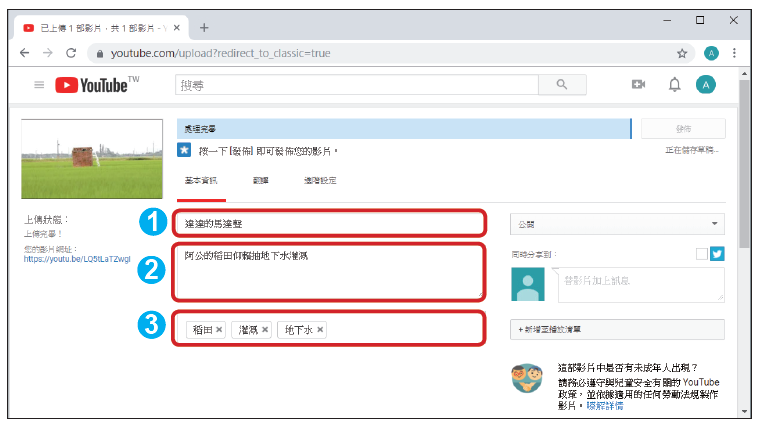 已上傳 1 部影片，共 1 部影片 - Y
youtube.com/upload?redirect_to_classic=true
A
YouTube TW
搜尋
A
處理完畢
發佈
按一下 [發佈] 即可發佈您的影片。
正在儲存草稿...
基本資訊
翻譯
進階設定
上傳狀態：
上傳完畢！
您的影片網址：
https://youtu.be/LQ5tLaTZwgI
1
達達的馬達聲
公開
2
阿公的稻田仰賴抽地下水灌溉
同時分享到：
替影片加上訊息
3
稻田 × 灌溉 × 地下水 ×
+ 新增至播放清單
這部影片中是否有未成年人出現？
請務必遵守與兒童安全有關的 YouTube
政策，並依據適用的任何勞動法規製作
影片。瞭解詳情